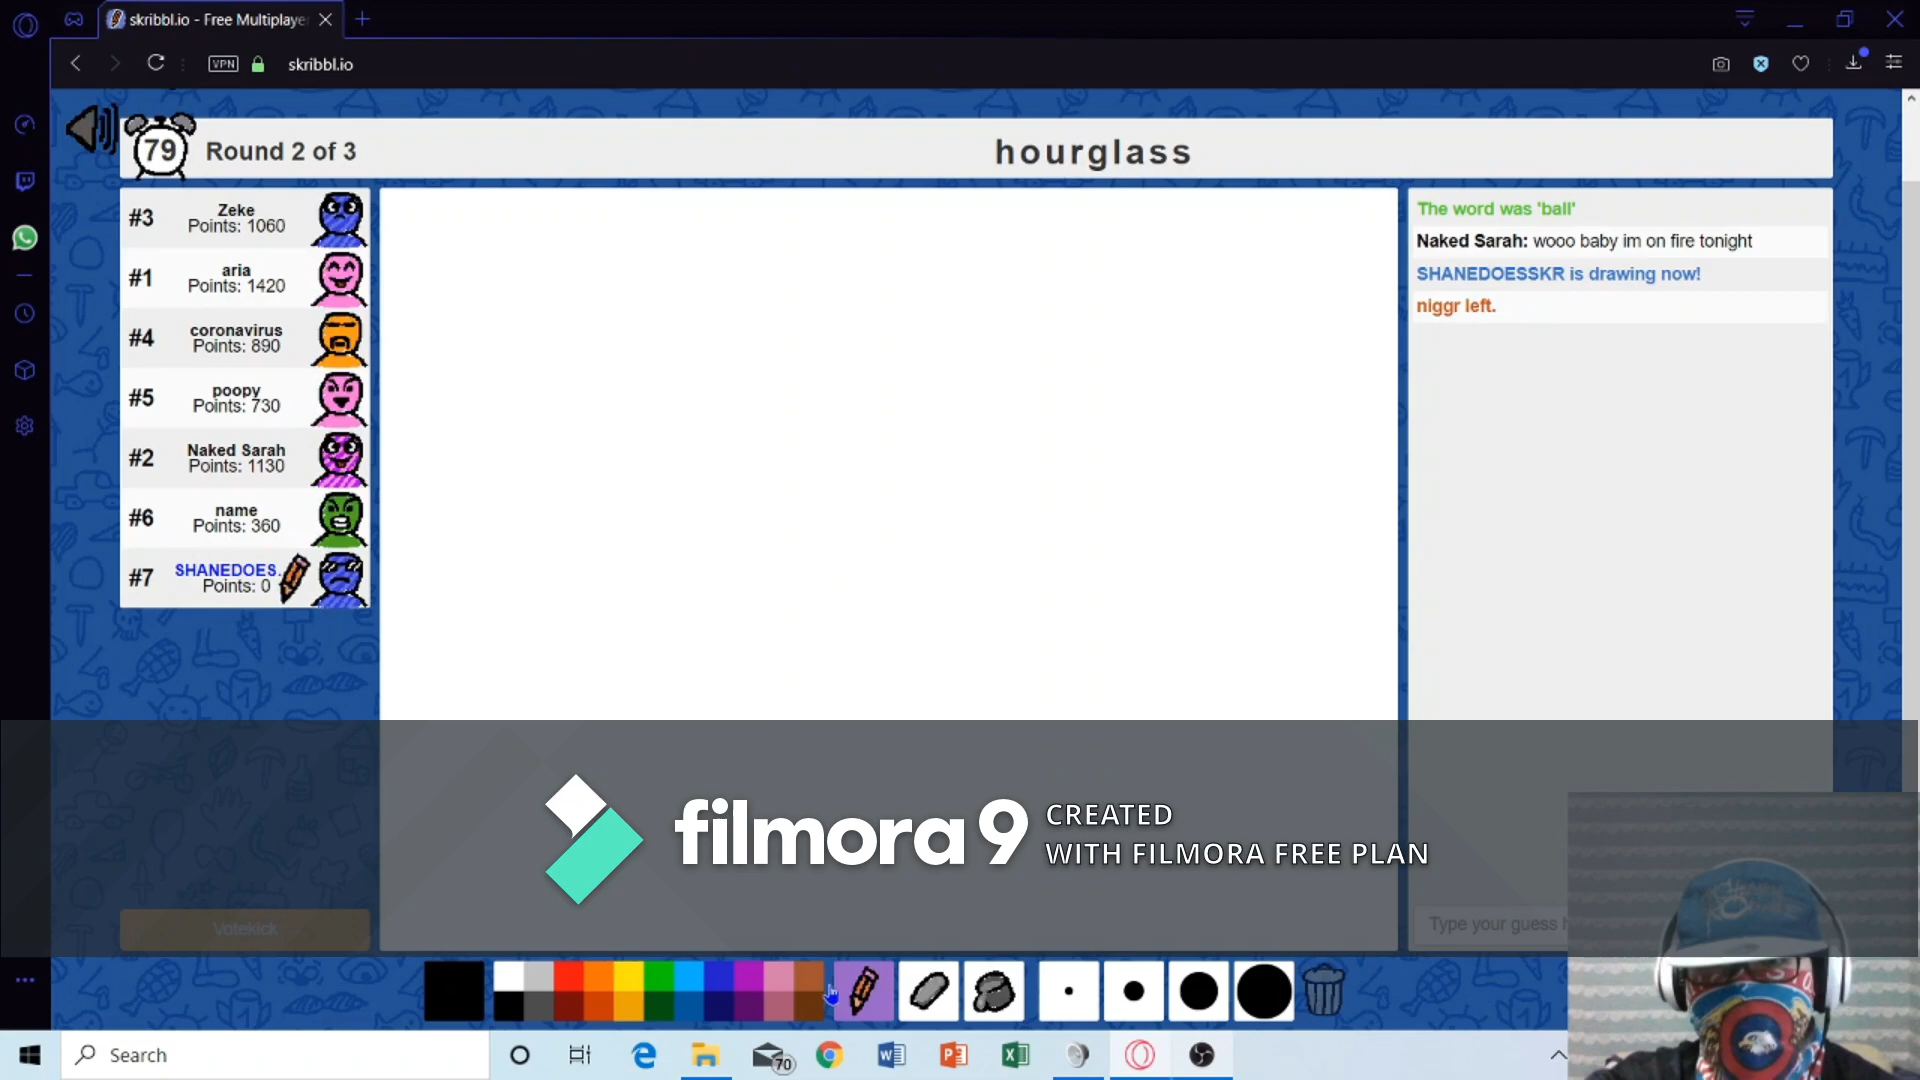 skribbl.io - Free Multiplaye
VPN
skribbl.io
79
Round 2 of 3
hourglass
#3
Zeke
Points: 1060
#1
aria
Points: 1420
#4
coronavirus
Points: 890
#5
poopy
Points: 730
#2
Naked Sarah
Points: 1130
#6
name
Points: 360
#7
SHANEDOES.
Points: 0
The word was 'ball'
Naked Sarah: wooo baby im on fire tonight
SHANEDOESSKR is drawing now!
niggr left.
filmora9
CREATED
WITH FILMORA FREE PLAN
Votekick
Type your guess h
Search
70